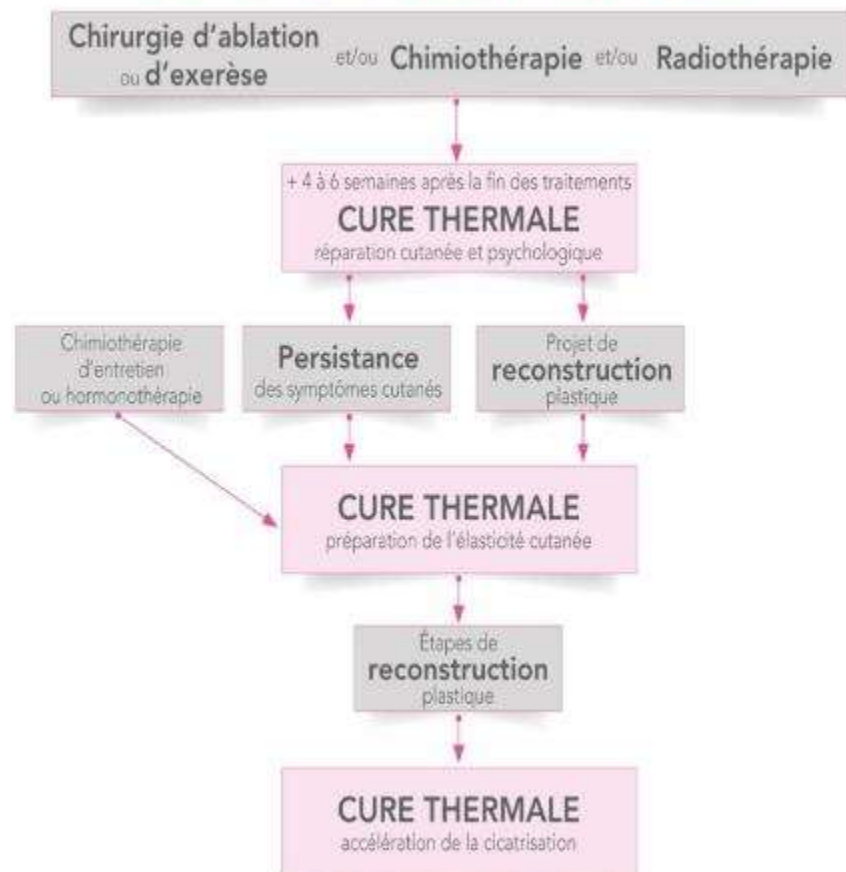 Chirurgie d'ablation
ou d'exerèse
et/ou Chimiothérapie et/ou Radiothérapie
+ 4 à 6 semaines après la fin des traitements
CURE THERMALE
réparation cutanée et psychologique
Chimiothérapie
d'entretien
ou hormonothérapie
Persistance
des symptômes cutanés
Projet de
reconstruction
plastique
CURE THERMALE
préparation de l'élasticité cutanée
Étapes de
reconstruction
plastique
CURE THERMALE
accélération de la cicatrisation